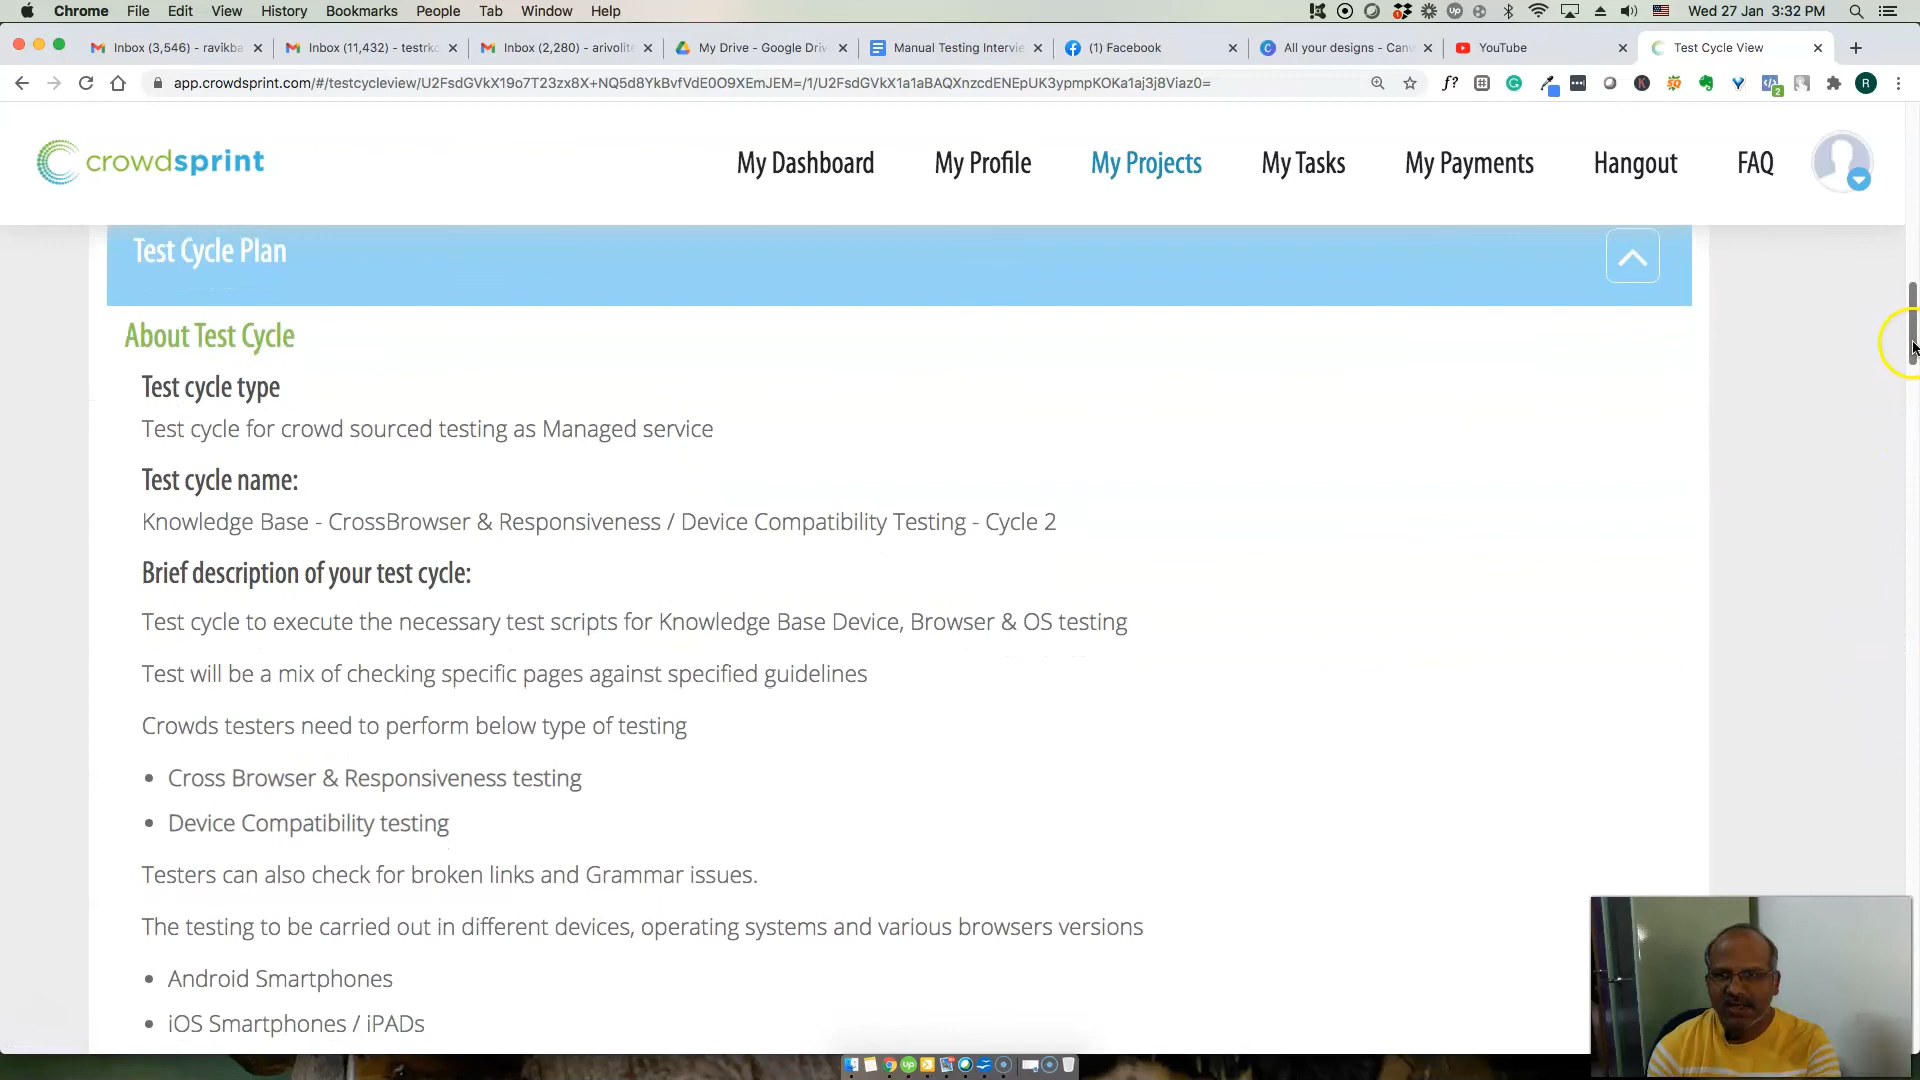 Chrome File Edit View History Bookmarks People Tab Window Help Wed 27 Jan 3:32 PM
Inbox (3,546) - ravikba Inbox (11,432) - testrkc Inbox (2,280) - arivolite My Drive - Google Driv Manual Testing Intervie (1) Facebook All your designs - Canv YouTube Test Cycle View
app.crowdsprint.com/#/testcycleview/U2FsdGVkX19o7T23zx8X+NQ5d8YkBvfVdE0O9XEmJEM=/1/U2FsdGVkX1a1aBAQXnzcdENEpUK3ypmpKOKa1aj3j8Viaz0=
crowdsprint
My Dashboard My Profile My Projects My Tasks My Payments Hangout FAQ
Test Cycle Plan
About Test Cycle
Test cycle type
Test cycle for crowd sourced testing as Managed service
Test cycle name:
Knowledge Base - CrossBrowser & Responsiveness / Device Compatibility Testing - Cycle 2
Brief description of your test cycle:
Test cycle to execute the necessary test scripts for Knowledge Base Device, Browser & OS testing
Test will be a mix of checking specific pages against specified guidelines
Crowds testers need to perform below type of testing
• Cross Browser & Responsiveness testing
• Device Compatibility testing
Testers can also check for broken links and Grammar issues.
The testing to be carried out in different devices, operating systems and various browsers versions
• Android Smartphones
• iOS Smartphones / iPADs